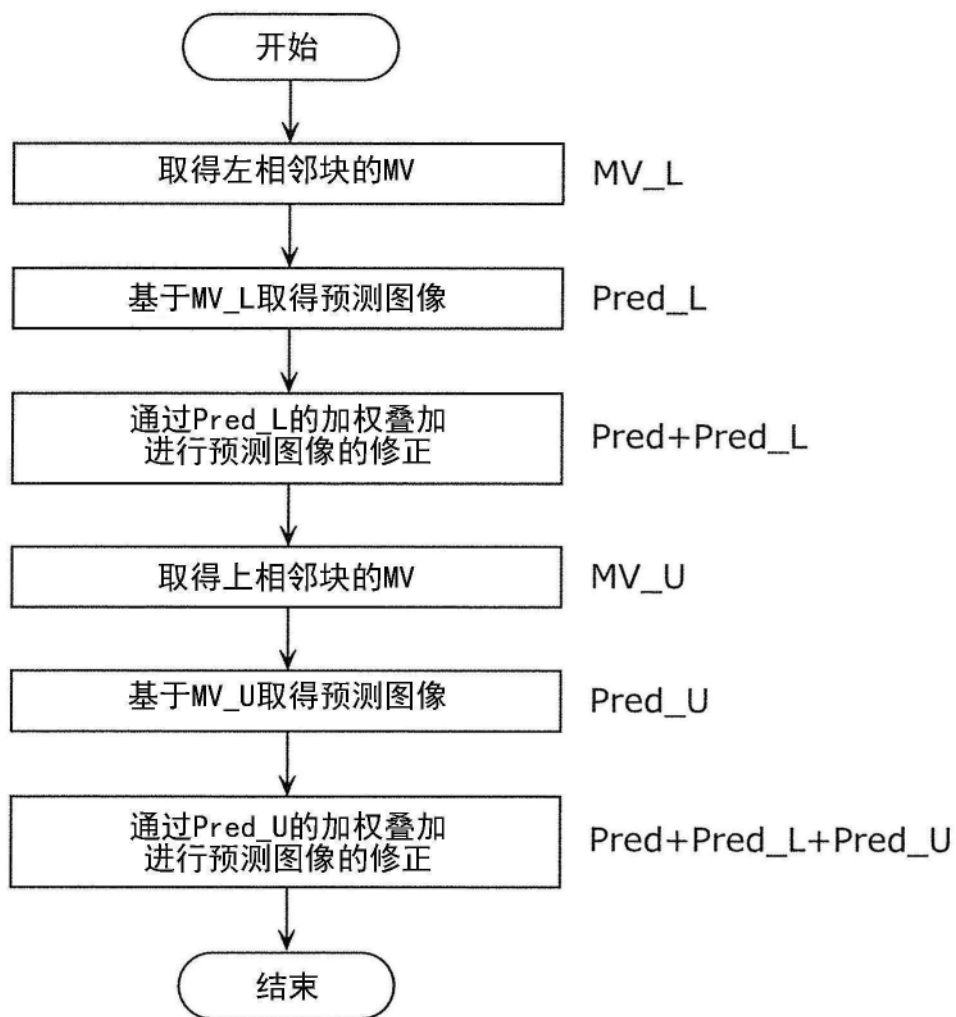 开始
取得左相邻块的MV
MV_L
基于MV_L取得预测图像
Pred_L
通过Pred_L的加权叠加
进行预测图像的修正
Pred+Pred_L
取得上相邻块的MV
MV_U
基于MV_U取得预测图像
Pred_U
通过Pred_U的加权叠加
进行预测图像的修正
Pred+Pred_L+Pred_U
结束